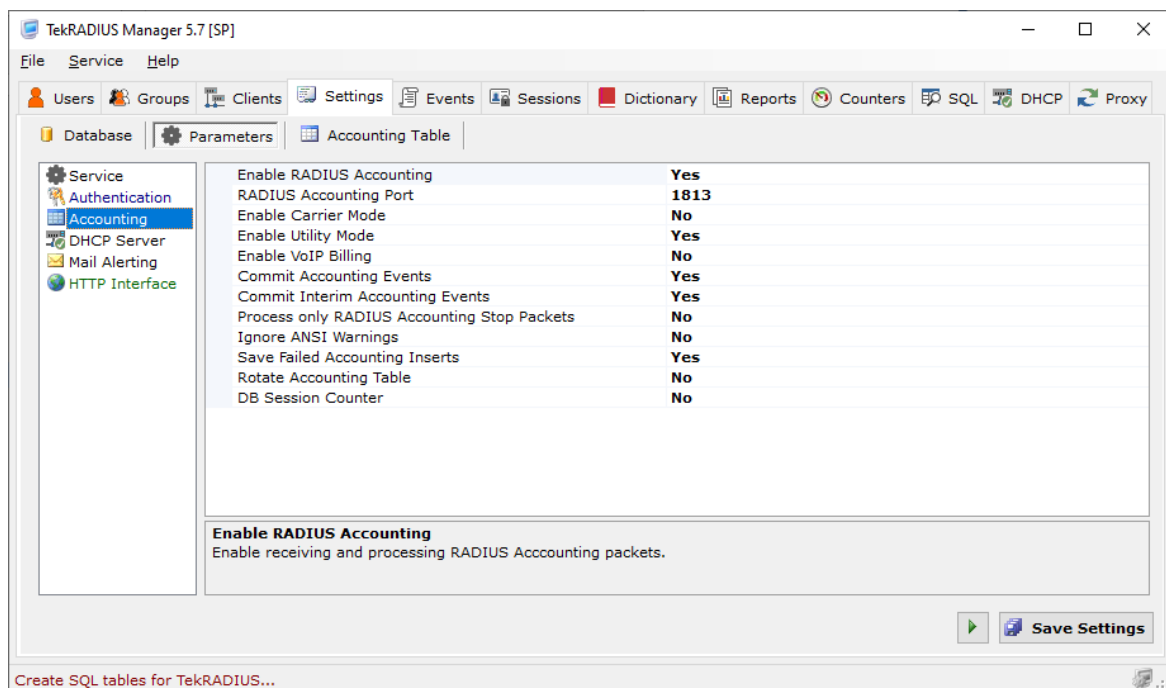 TekRADIUS Manager 5.7 [SP]
File Service Help
Users Groups Clients Settings Events Sessions Dictionary Reports Counters SQL DHCP Proxy
Database Parameters Accounting Table
Service
Authentication
Accounting
DHCP Server
Mail Alerting
HTTP Interface
Enable RADIUS Accounting Yes
RADIUS Accounting Port 1813
Enable Carrier Mode No
Enable Utility Mode Yes
Enable VoIP Billing No
Commit Accounting Events Yes
Commit Interim Accounting Events Yes
Process only RADIUS Accounting Stop Packets No
Ignore ANSI Warnings No
Save Failed Accounting Inserts Yes
Rotate Accounting Table No
DB Session Counter No
Enable RADIUS Accounting
Enable receiving and processing RADIUS Acccounting packets.
Save Settings
Create SQL tables for TekRADIUS...